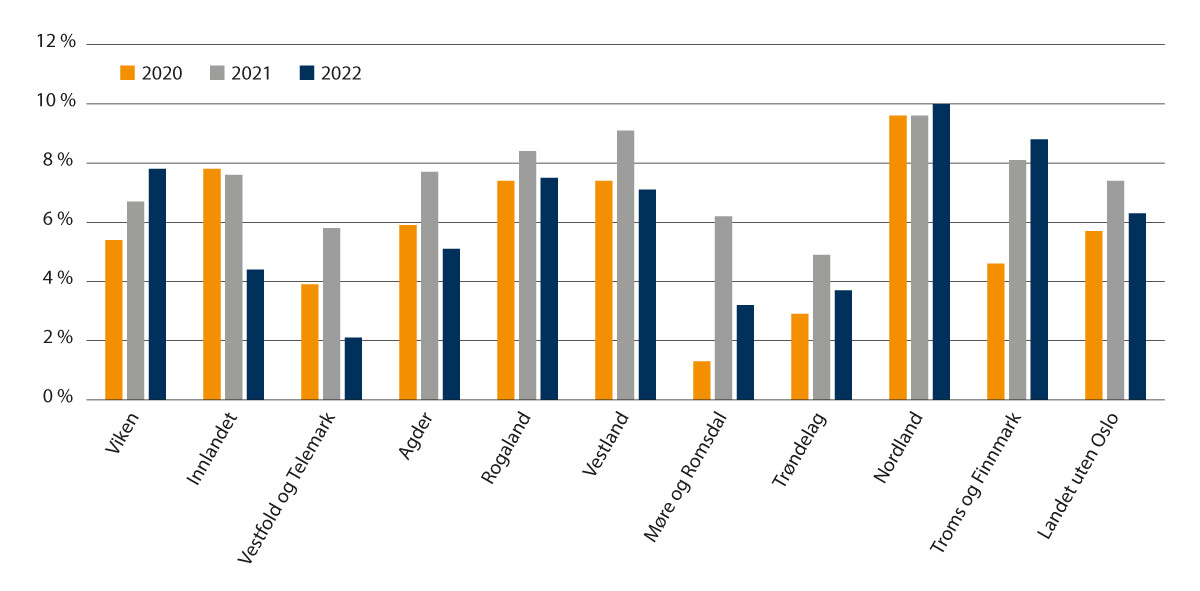 12 %
2020 2021 2022
10 %
8 %
6 %
4 %
2 %
0 %
Viken
Innlandet
Vestfold og Telemark
Agder
Rogaland
Vestland
Møre og Romsdal
Trøndelag
Nordland
Troms og Finnmark
Landet uten Oslo